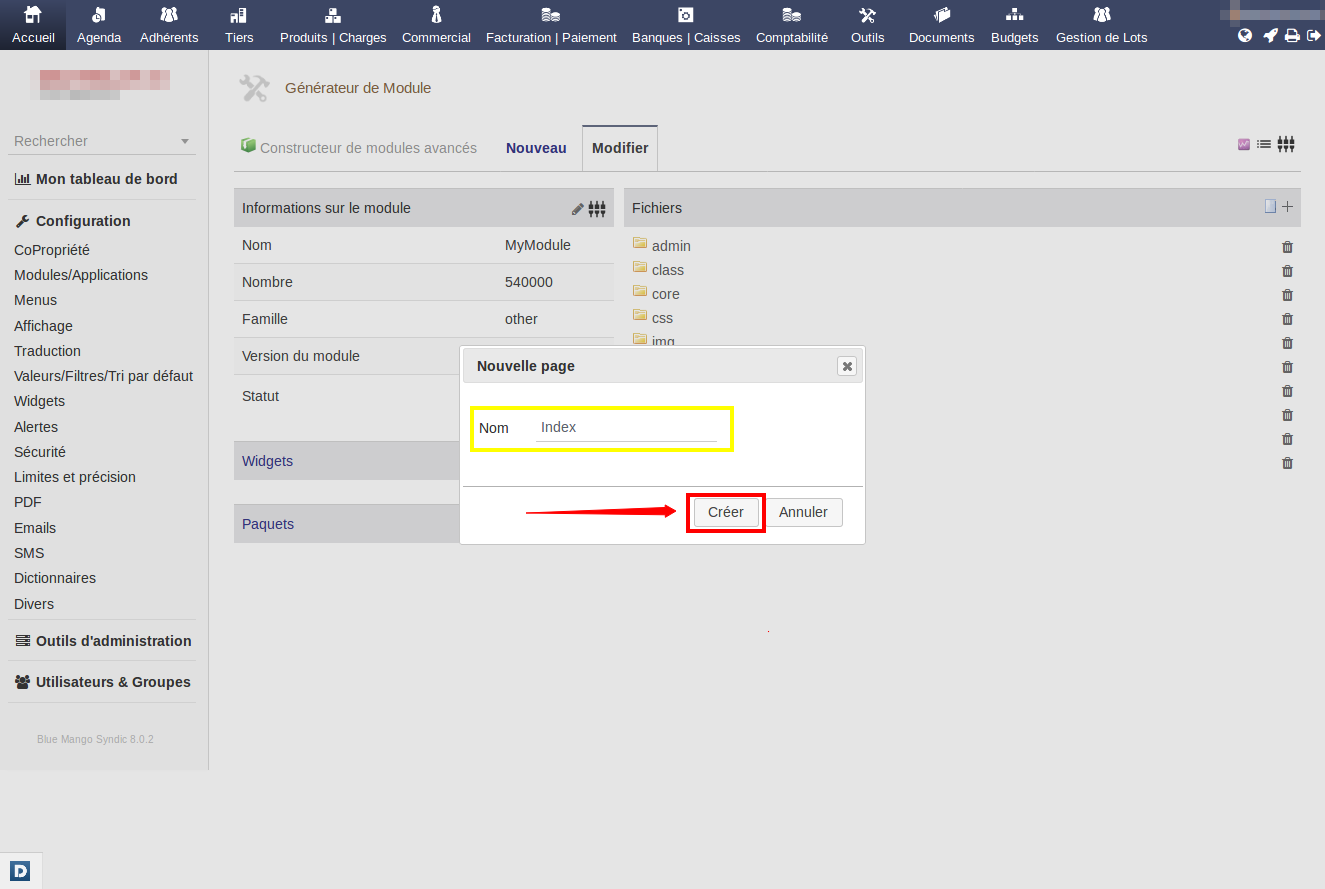 Accueil Agenda Adhérents Tiers Produits | Charges Commercial Facturation | Paiement Banques | Caisses Comptabilité Outils Documents Budgets Gestion de Lots
Générateur de Module
Rechercher
Constructeur de modules avancés Nouveau Modifier
Mon tableau de bord
Configuration
CoPropriété
Modules/Applications
Menus
Affichage
Traduction
Valeurs/Filtres/Tri par défaut
Widgets
Alertes
Sécurité
Limites et précision
PDF
Emails
SMS
Dictionnaires
Divers
Outils d'administration
Utilisateurs & Groupes
Blue Mango Syndic 8.0.2
Informations sur le module
Nom MyModule
Nombre 540000
Famille other
Version du module
Statut
Widgets
Paquets
Fichiers
admin
class
core
css
img
Nouvelle page
Nom Index
Créer Annuler
D